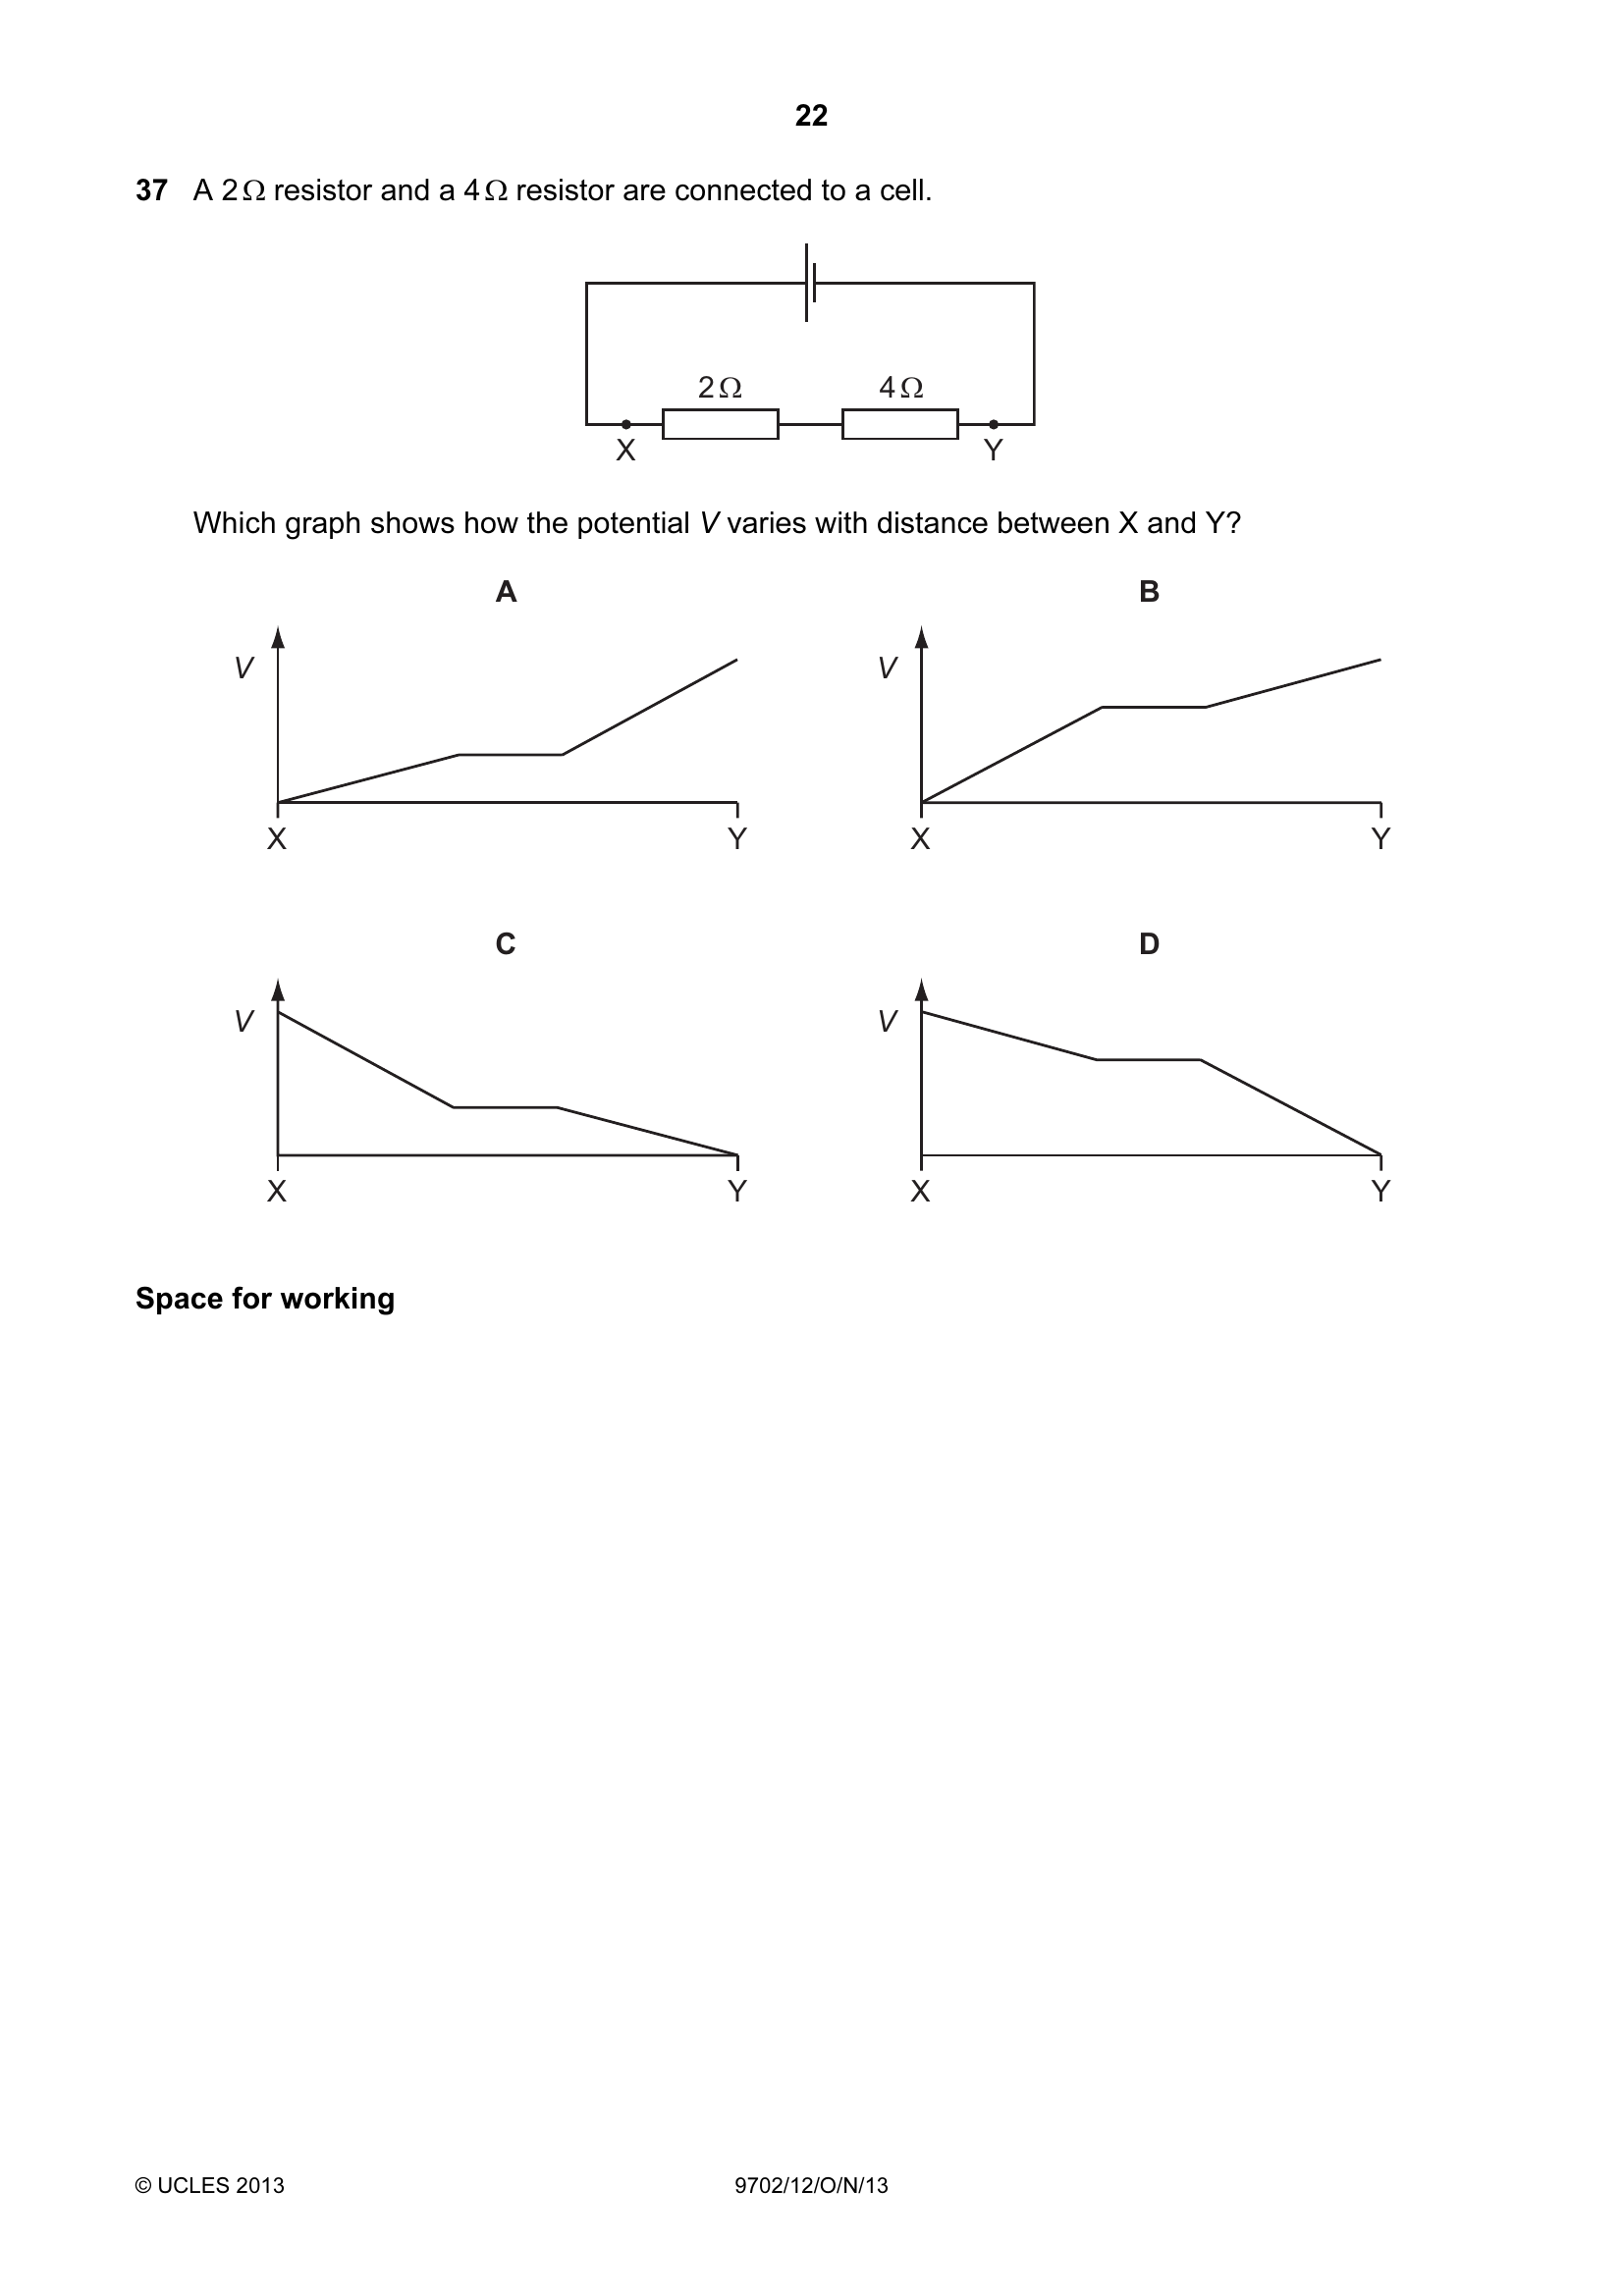 22
37 A 2 Ω resistor and a 4 Ω resistor are connected to a cell.
2 Ω 4 Ω
X Y
Which graph shows how the potential V varies with distance between X and Y?
A B
V V
X Y X Y
C D
V V
X Y X Y
Space for working
© UCLES 2013 9702/12/O/N/13